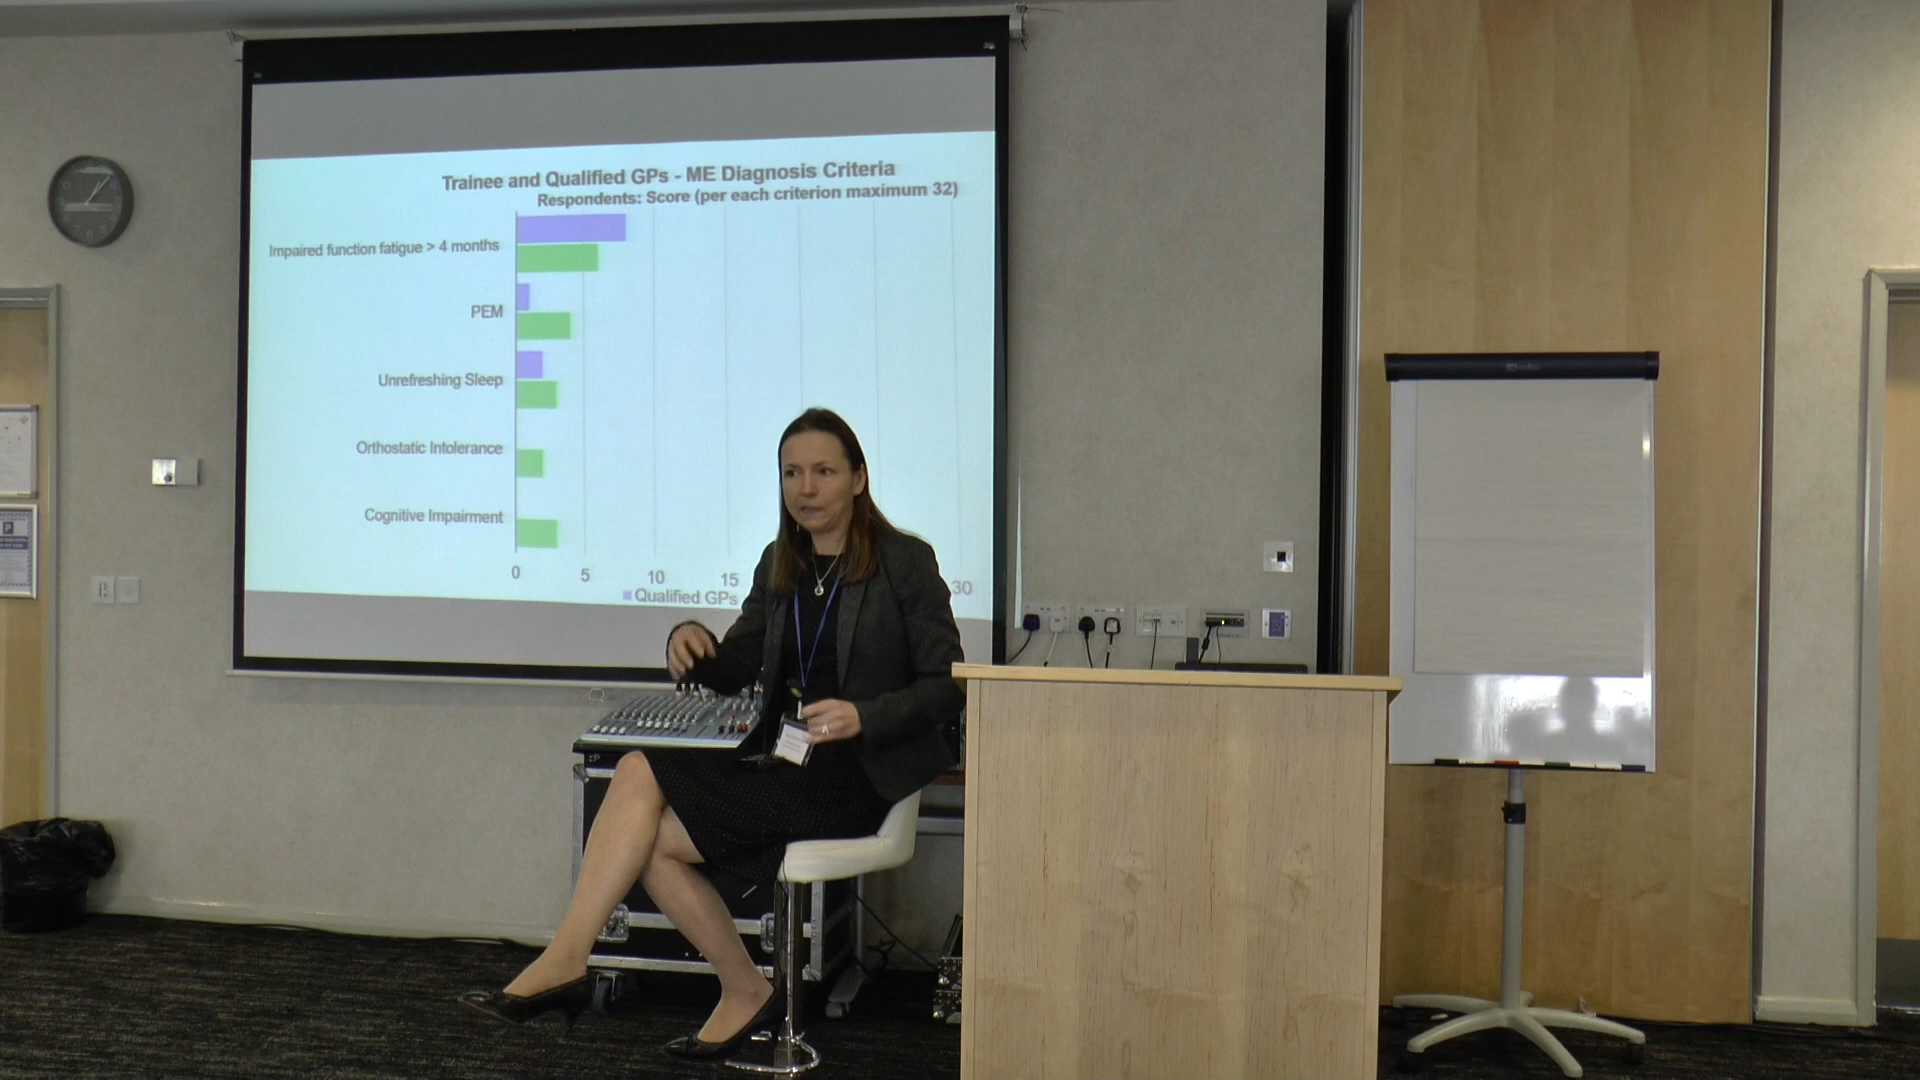 Trainee and Qualified GPs - ME Diagnosis Criteria
Respondents: Score (per each criterion maximum 32)
Impaired function fatigue > 4 months
PEM
Unrefreshing Sleep
Orthostatic Intolerance
Cognitive Impairment
0 5 10 15 30
Qualified GPs